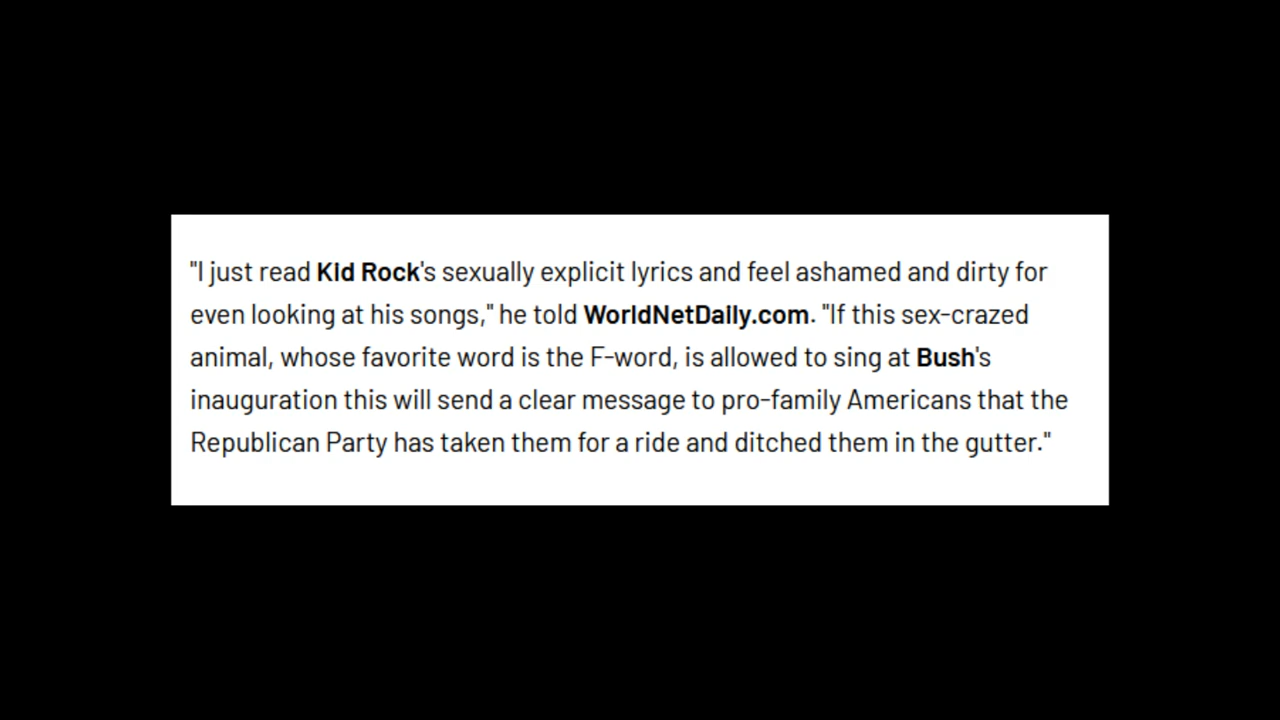 "I just read Kid Rock's sexually explicit lyrics and feel ashamed and dirty for
even looking at his songs," he told WorldNetDaily.com. "If this sex-crazed
animal, whose favorite word is the F-word, is allowed to sing at Bush's
inauguration this will send a clear message to pro-family Americans that the
Republican Party has taken them for a ride and ditched them in the gutter."